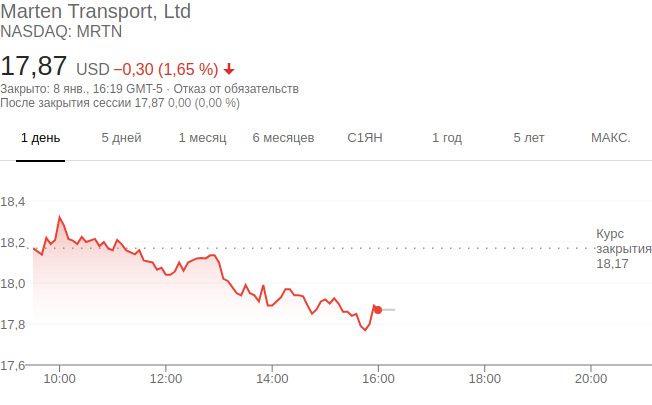 Marten Transport, Ltd
NASDAQ: MRTN
17,87 USD −0,30 (1,65 %)
Закрыто: 8 янв., 16:19 GMT-5 · Отказ от обязательств
После закрытия сессии 17,87 0,00 (0,00 %)
1 день 5 дней 1 месяц 6 месяцев С1ЯН 1 год 5 лет МАКС.
18,4
18,2
18,0
17,8
17,6
Курс
закрытия
18,17
10:00 12:00 14:00 16:00 18:00 20:00